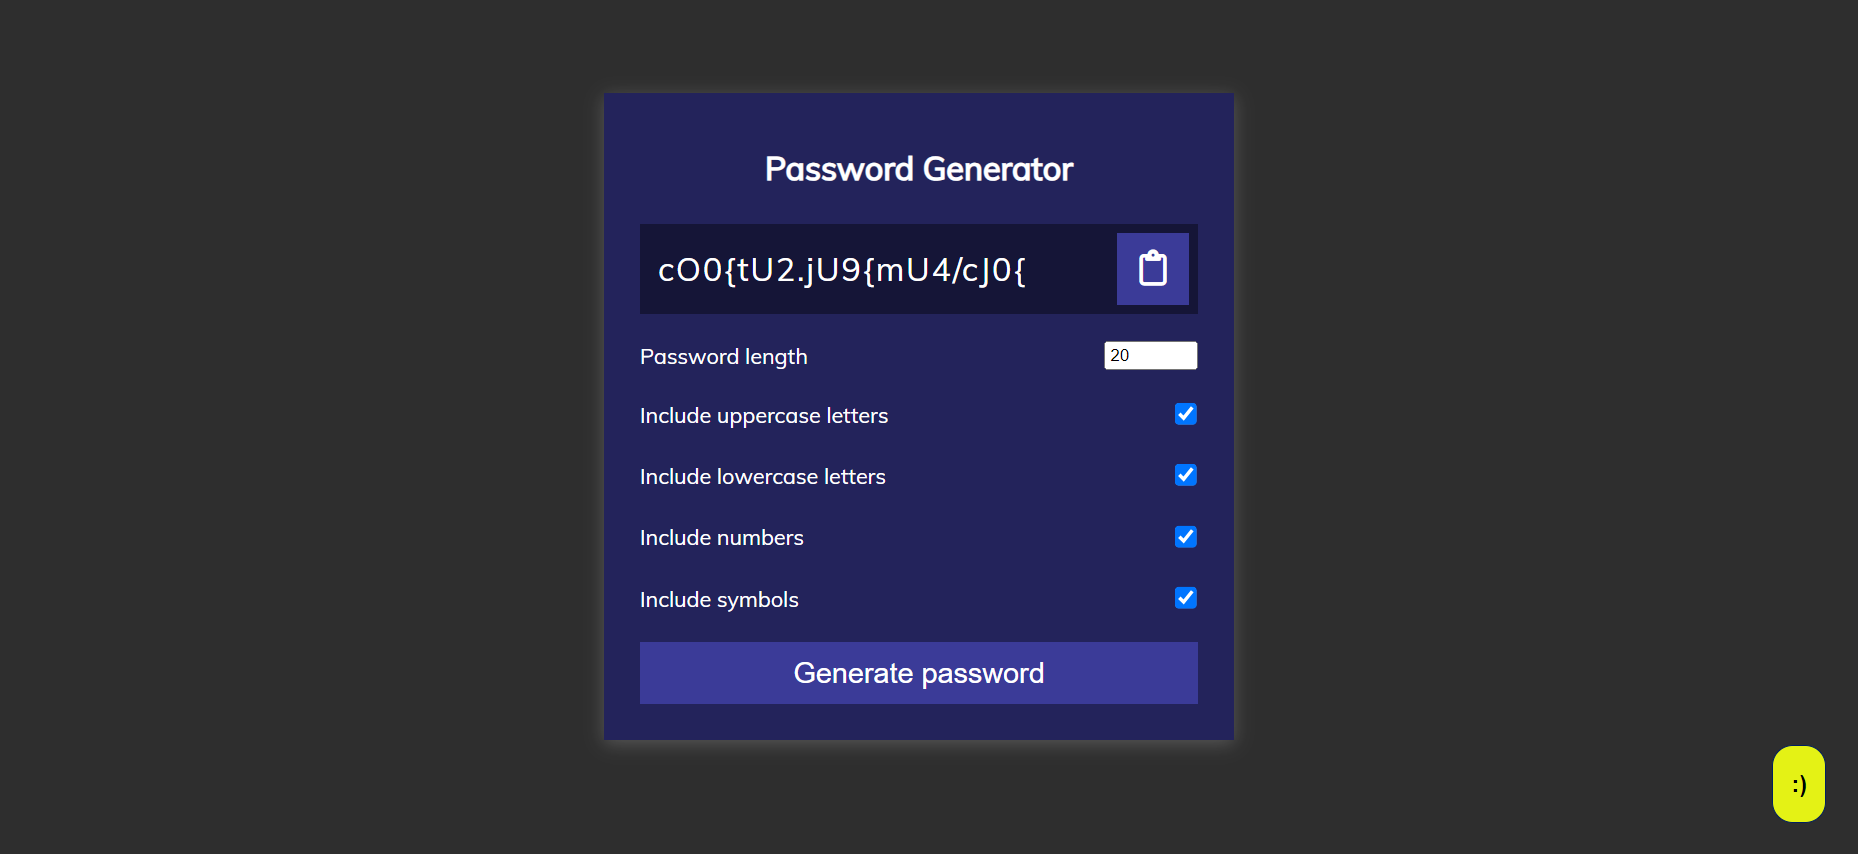 Password Generator
cO0{tU2.jU9{mU4/cJ0{
Password length
20
Include uppercase letters
Include lowercase letters
Include numbers
Include symbols
Generate password
:)